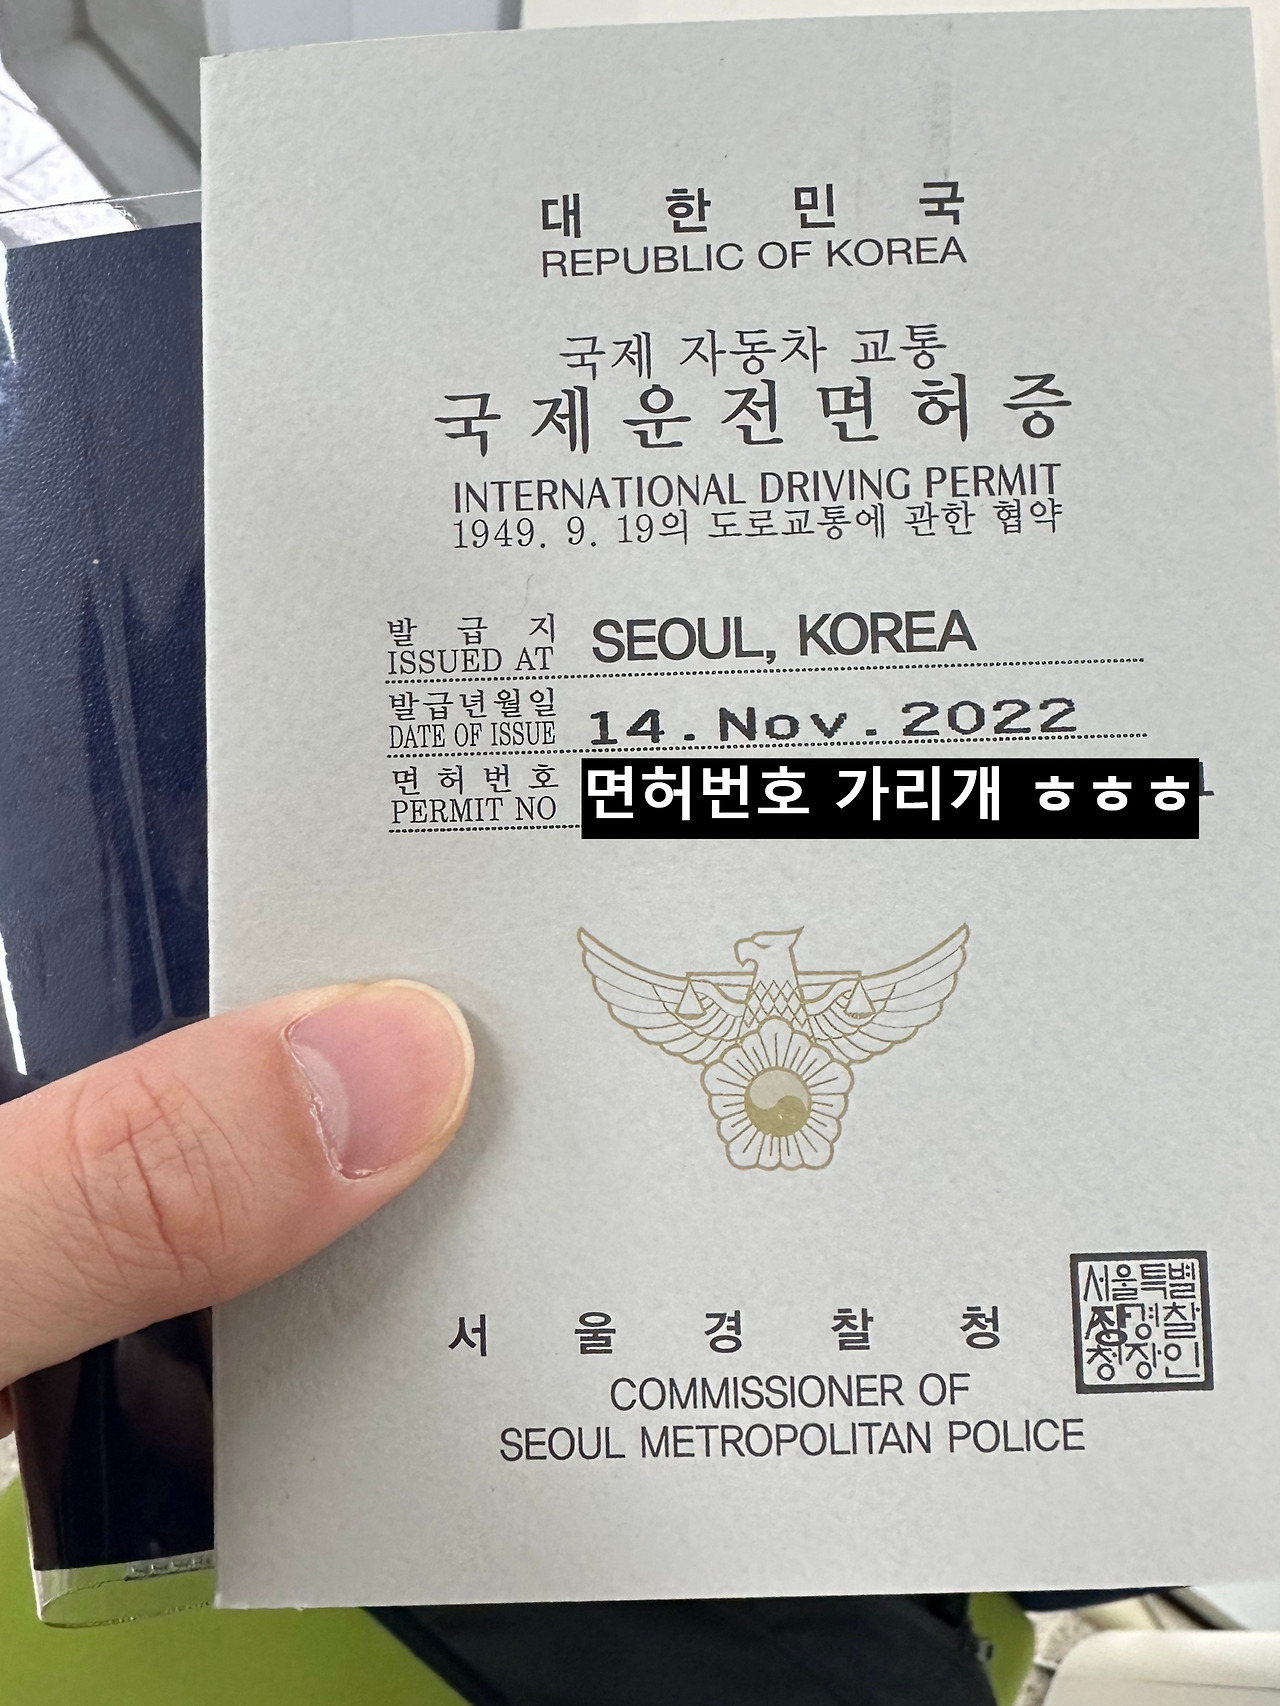 대한민국
REPUBLIC OF KOREA
국제 자동차 교통
국제운전면허증
INTERNATIONAL DRIVING PERMIT
1949. 9. 19의 도로교통에 관한 협약
발급지
ISSUED AT
SEOUL, KOREA
발급년월일
DATE OF ISSUE
14.Nov.2022
면허번호
PERMIT NO
면허번호 가리개 ㅎㅎㅎ
서울경찰청장
COMMISSIONER OF
SEOUL METROPOLITAN POLICE
서울특별
시경찰
청장인